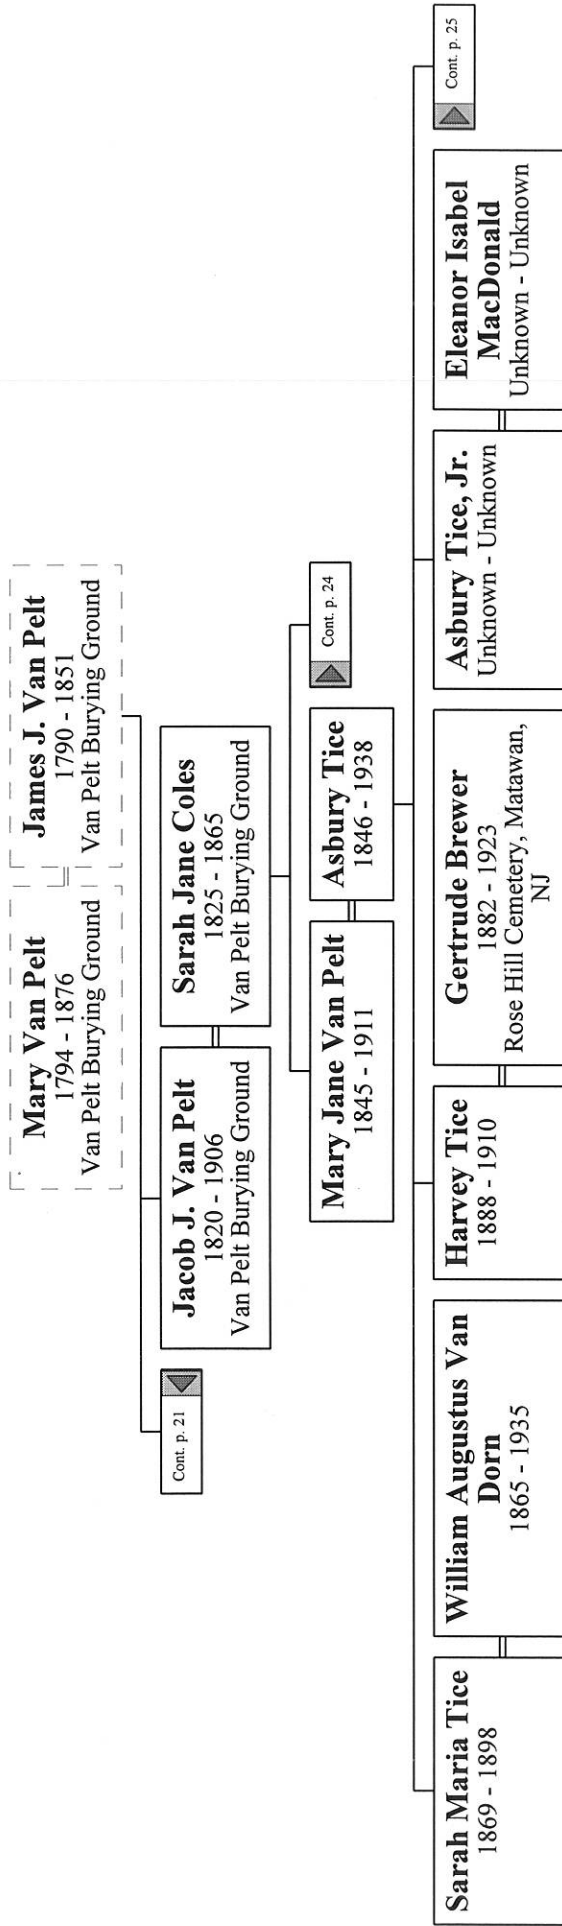 Mary Van Pelt
1794 - 1876
Van Pelt Burying Ground
James J. Van Pelt
1790 - 1851
Van Pelt Burying Ground
Cont. p. 21
Jacob J. Van Pelt
1820 - 1906
Van Pelt Burying Ground
Sarah Jane Coles
1825 - 1865
Van Pelt Burying Ground
Mary Jane Van Pelt
1845 - 1911
Asbury Tice
1846 - 1938
Cont. p. 24
Sarah Maria Tice
1869 - 1898
William Augustus Van
Dorn
1865 - 1935
Harvey Tice
1888 - 1910
Gertrude Brewer
1882 - 1923
Rose Hill Cemetery, Matawan,
NJ
Asbury Tice, Jr.
Unknown - Unknown
Eleanor Isabel
MacDonald
Unknown - Unknown
Cont. p. 25